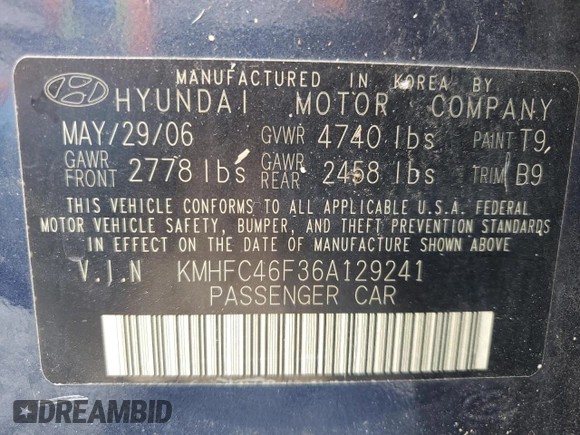 MANUFACTURED IN KOREA BY
HYUNDAI MOTOR COMPANY
MAY/29/06 GVWR 4740 lbs PAINT T9
GAWR FRONT 2778 lbs GAWR REAR 2458 lbs TRIM B9
THIS VEHICLE CONFORMS TO ALL APPLICABLE U.S.A. FEDERAL
MOTOR VEHICLE SAFETY, BUMPER, AND THEFT PREVENTION STANDARDS
IN EFFECT ON THE DATE OF MANUFACTURE SHOWN ABOVE
V.I.N KMHFC46F36A129241
PASSENGER CAR
DREAMBID